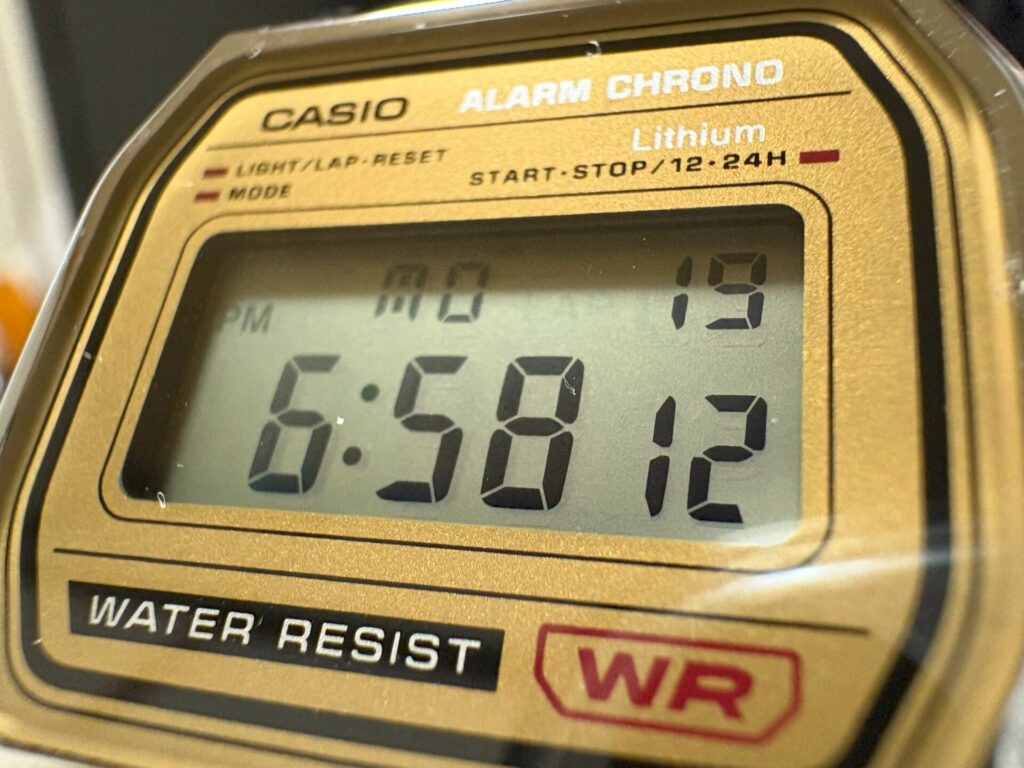 CASIO ALARM CHRONO
Lithium
LIGHT/LAP·RESET
START·STOP/12·24H
MODE
MO 19
PM
6:58 12
WATER RESIST
WR